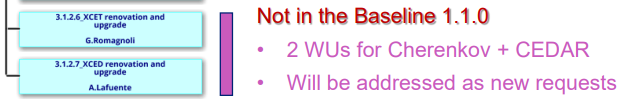 3.1.2.6_XCET renovation and
upgrade
G.Romagnoli
3.1.2.7_XCED renovation and
upgrade
A.Lafuente
Not in the Baseline 1.1.0
• 2 WUs for Cherenkov + CEDAR
• Will be addressed as new requests